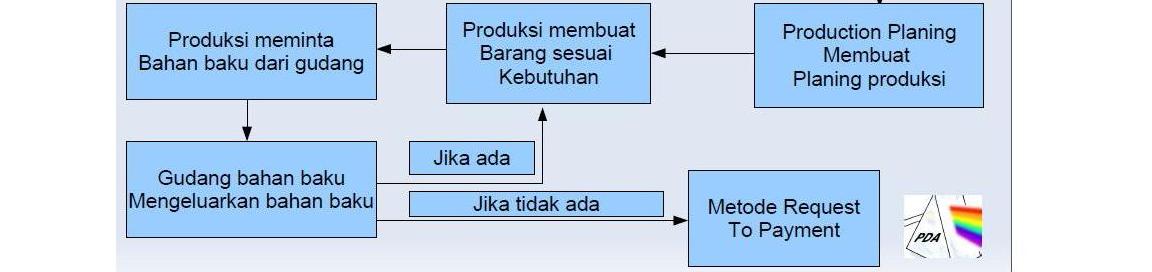 Produksi meminta
Bahan baku dari gudang
Produksi membuat
Barang sesuai
Kebutuhan
Production Planing
Membuat
Planing produksi
Gudang bahan baku
Mengeluarkan bahan baku
Jika ada
Jika tidak ada
Metode Request
To Payment
PDA